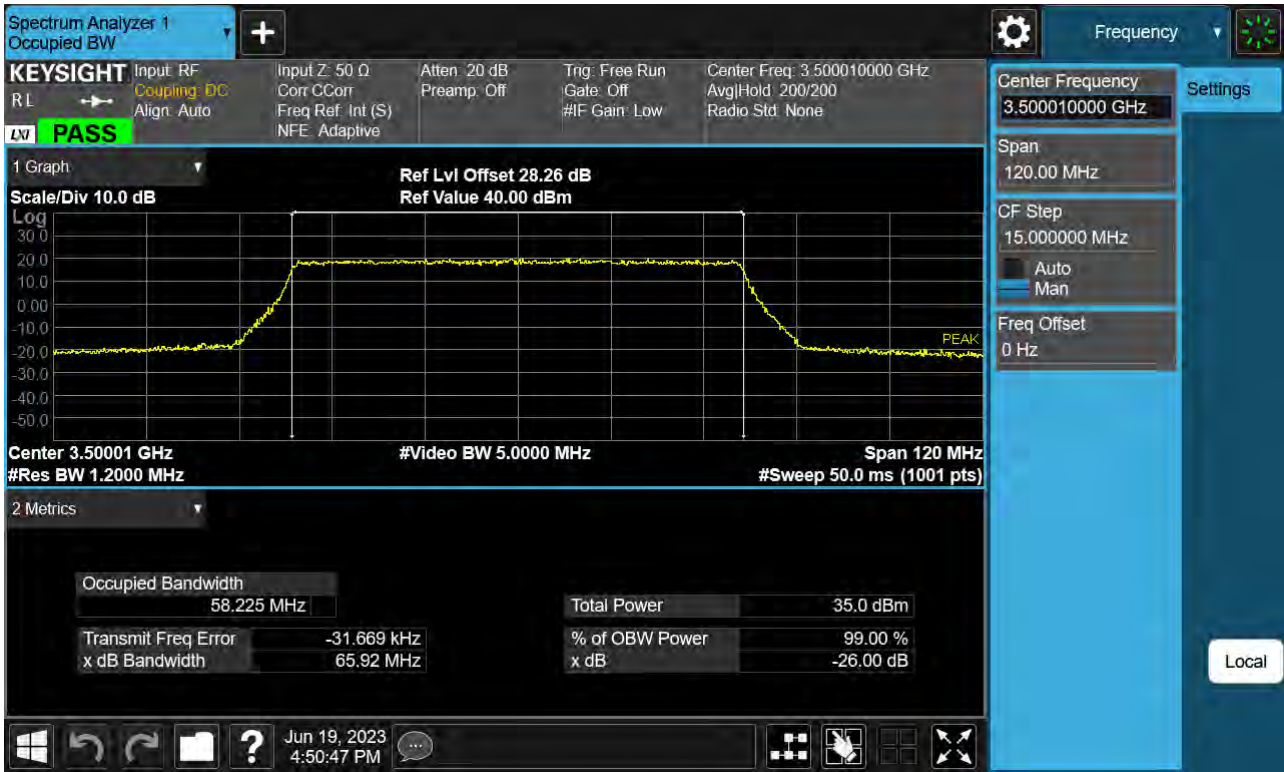 Spectrum Analyzer 1
Occupied BW
+
Frequency
KEYSIGHT
RL
LXI PASS
Input: RF
Coupling: DC
Align: Auto
Input Z: 50 Ω
Corr CCorr
Freq Ref: Int (S)
NFE: Adaptive
Atten: 20 dB
Preamp: Off
Trig: Free Run
Gate: Off
#IF Gain: Low
Center Freq: 3.500010000 GHz
Avg|Hold: 200/200
Radio Std: None
Center Frequency
3.500010000 GHz
Settings
Span
120.00 MHz
CF Step
15.000000 MHz
Auto
Man
Freq Offset
0 Hz
Local
1 Graph
Scale/Div 10.0 dB
Ref Lvl Offset 28.26 dB
Ref Value 40.00 dBm
Log
30.0
20.0
10.0
0.00
-10.0
-20.0
-30.0
-40.0
-50.0
PEAK
Center 3.50001 GHz
#Video BW 5.0000 MHz
Span 120 MHz
#Res BW 1.2000 MHz
#Sweep 50.0 ms (1001 pts)
2 Metrics
Occupied Bandwidth
58.225 MHz
Total Power 35.0 dBm
Transmit Freq Error -31.669 kHz
% of OBW Power 99.00 %
x dB Bandwidth 65.92 MHz
x dB -26.00 dB
?
Jun 19, 2023
4:50:47 PM